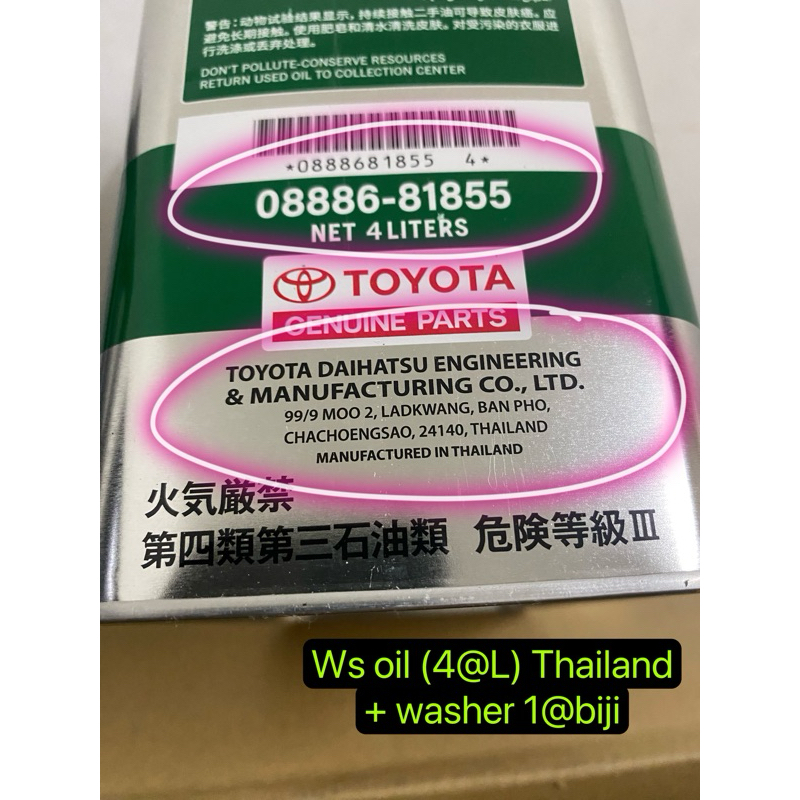 警告：动物试验结果显示，持续接触二手油可导致皮肤癌。应
避免长期接触。使用肥皂和清水清洗皮肤。对受污染的衣服进
行洗涤或丢弃处理。
DON'T POLLUTE-CONSERVE RESOURCES
RETURN USED OIL TO COLLECTION CENTER
*0888681855 4*
08886-81855
NET 4 LITERS
TOYOTA
GENUINE PARTS
TOYOTA DAIHATSU ENGINEERING
& MANUFACTURING CO., LTD.
99/9 MOO 2, LADKWANG, BAN PHO,
CHACHOENGSAO, 24140, THAILAND
MANUFACTURED IN THAILAND
火気厳禁
第四類第三石油類 危険等級Ⅲ
Ws oil (4@L) Thailand
+ washer 1@biji